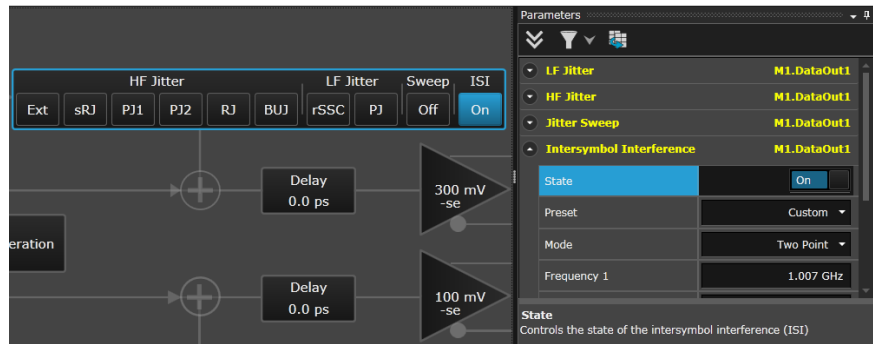 HF Jitter LF Jitter Sweep ISI
Ext sRJ PJ1 PJ2 RJ BUJ rSSC PJ Off On
Delay
0.0 ps
300 mV
-se
eration
Delay
0.0 ps
100 mV
-se
Parameters
LF Jitter M1.DataOut1
HF Jitter M1.DataOut1
Jitter Sweep M1.DataOut1
Intersymbol Interference M1.DataOut1
State On
Preset Custom
Mode Two Point
Frequency 1 1.007 GHz
State
Controls the state of the intersymbol interference (ISI)